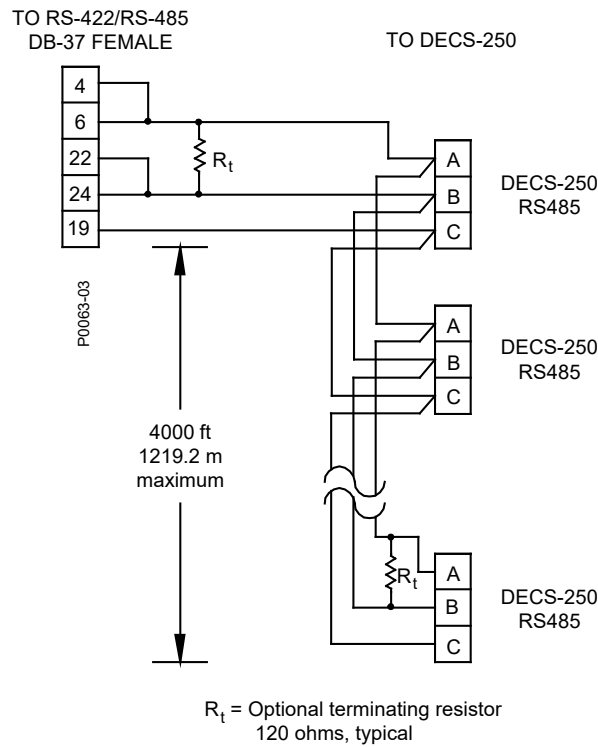 TO RS-422/RS-485
DB-37 FEMALE
TO DECS-250
4
6
22
24
19
Rt
A
B
C
DECS-250
RS485
P0063-03
A
B
C
DECS-250
RS485
4000 ft
1219.2 m
maximum
Rt
A
B
C
DECS-250
RS485
Rt = Optional terminating resistor
120 ohms, typical